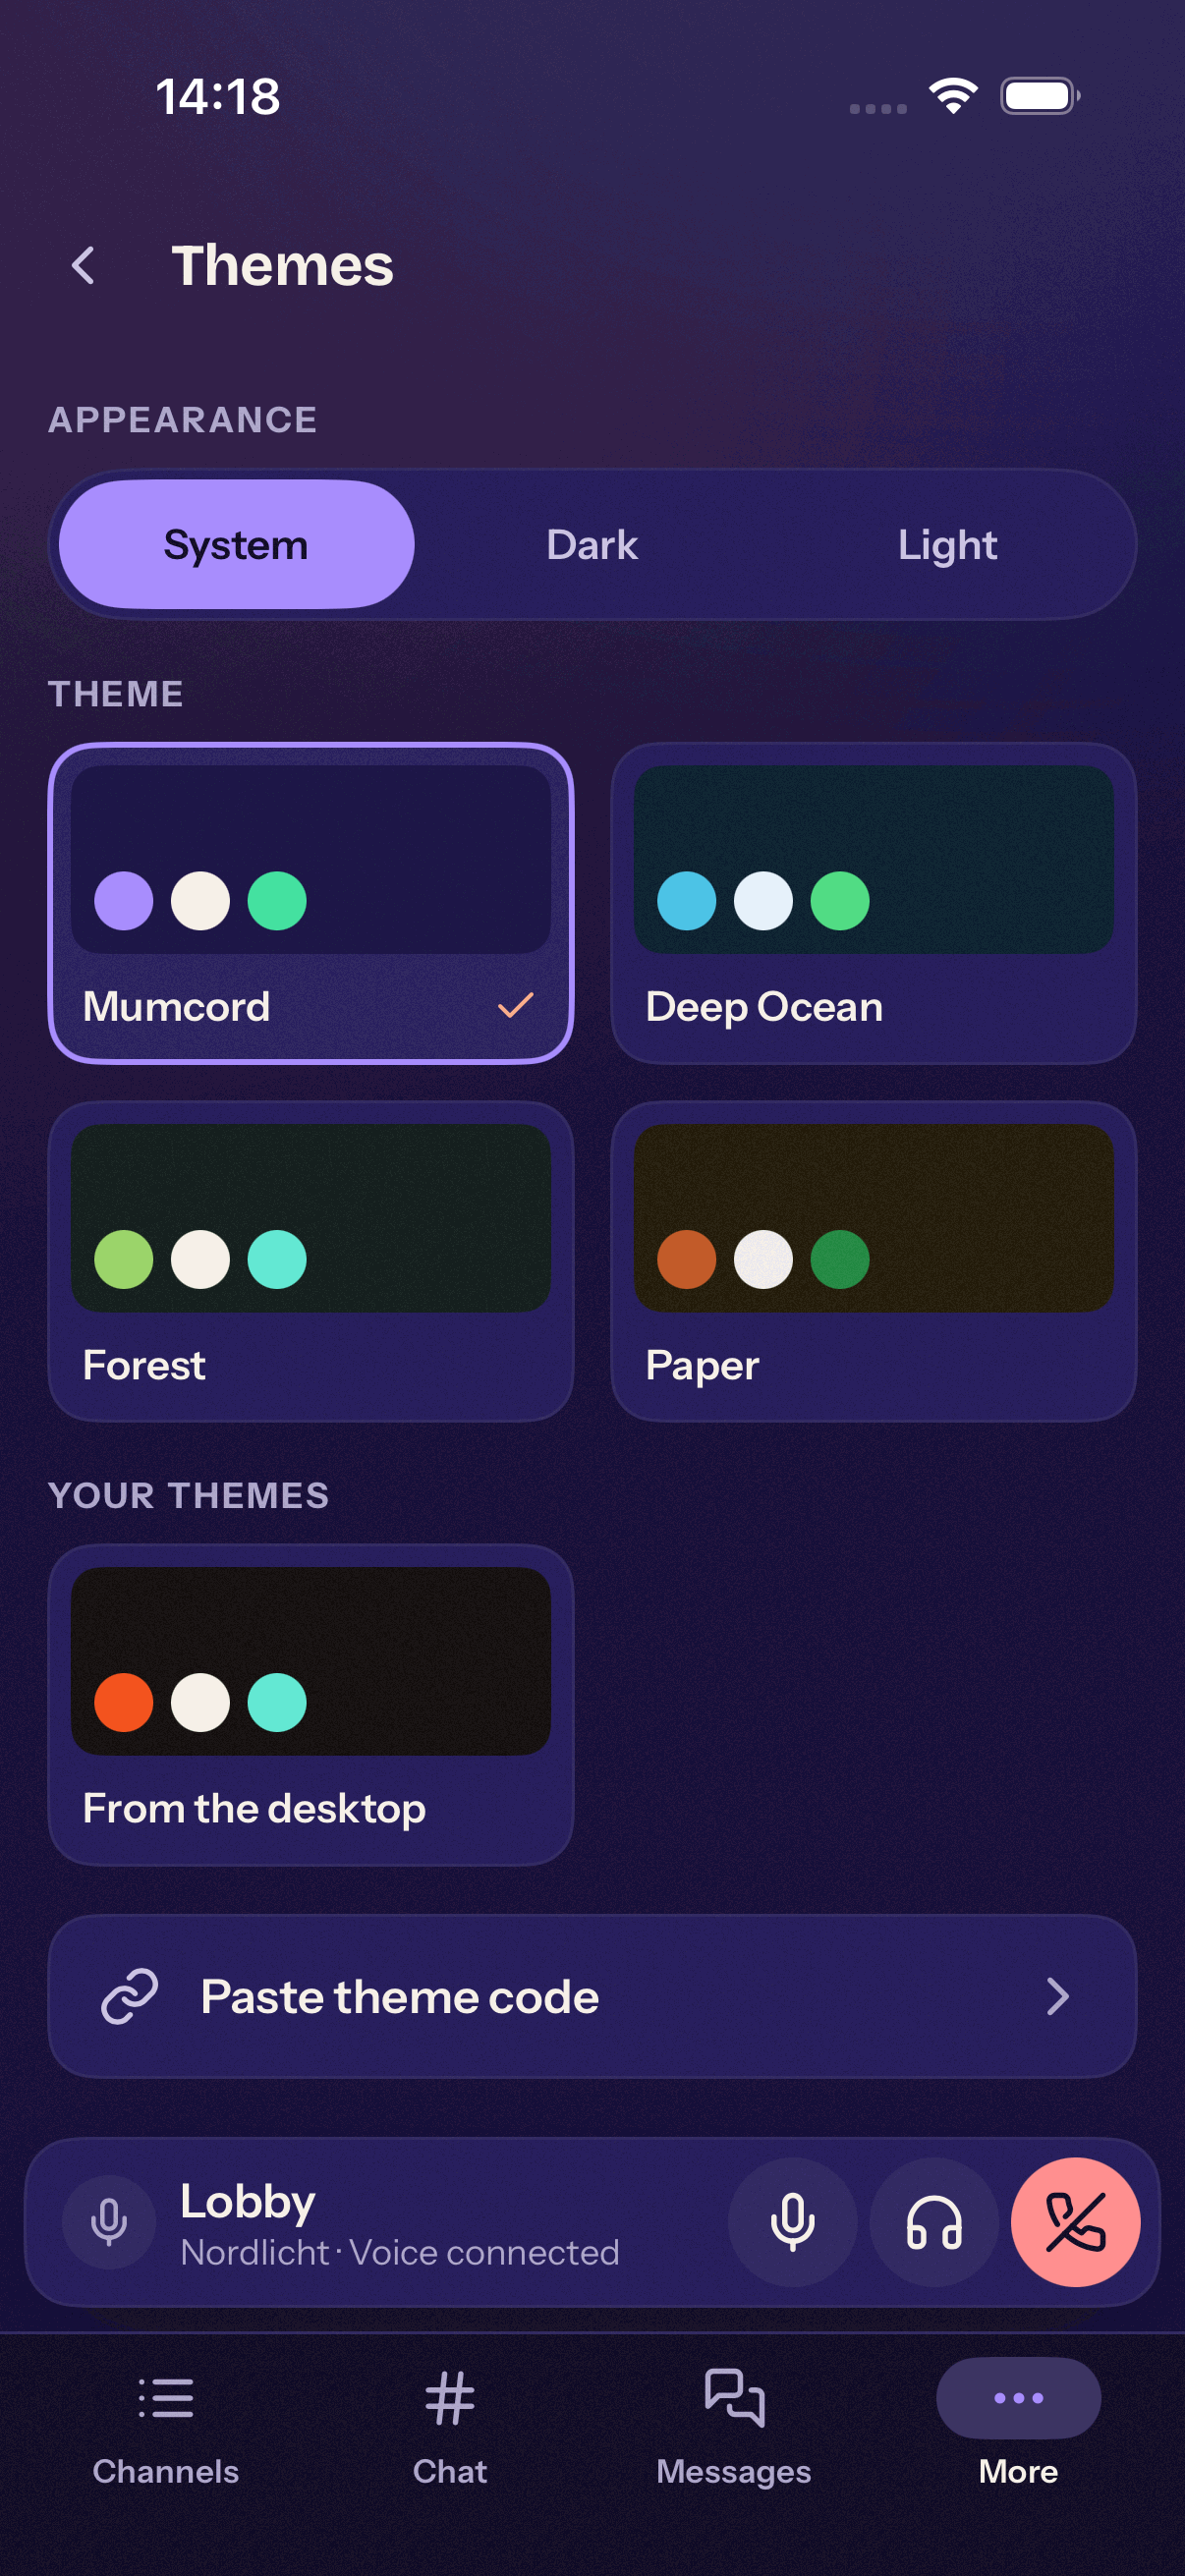 14:18
Themes
APPEARANCE
System
Dark
Light
THEME
Mumcord
Deep Ocean
Forest
Paper
YOUR THEMES
From the desktop
Paste theme code
Lobby
Nordlicht · Voice connected
Channels
Chat
Messages
More